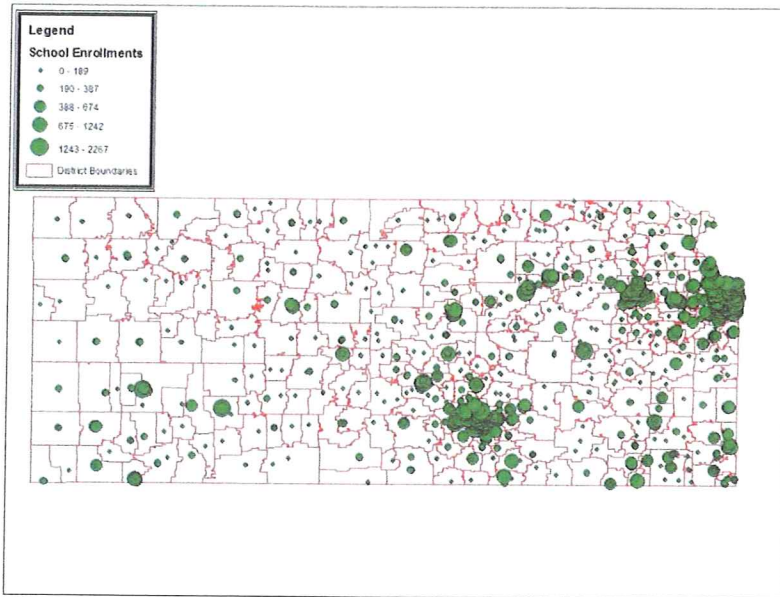 Legend
School Enrollments
0 - 189
190 - 387
388 - 674
675 - 1242
1243 - 2267
District Boundaries